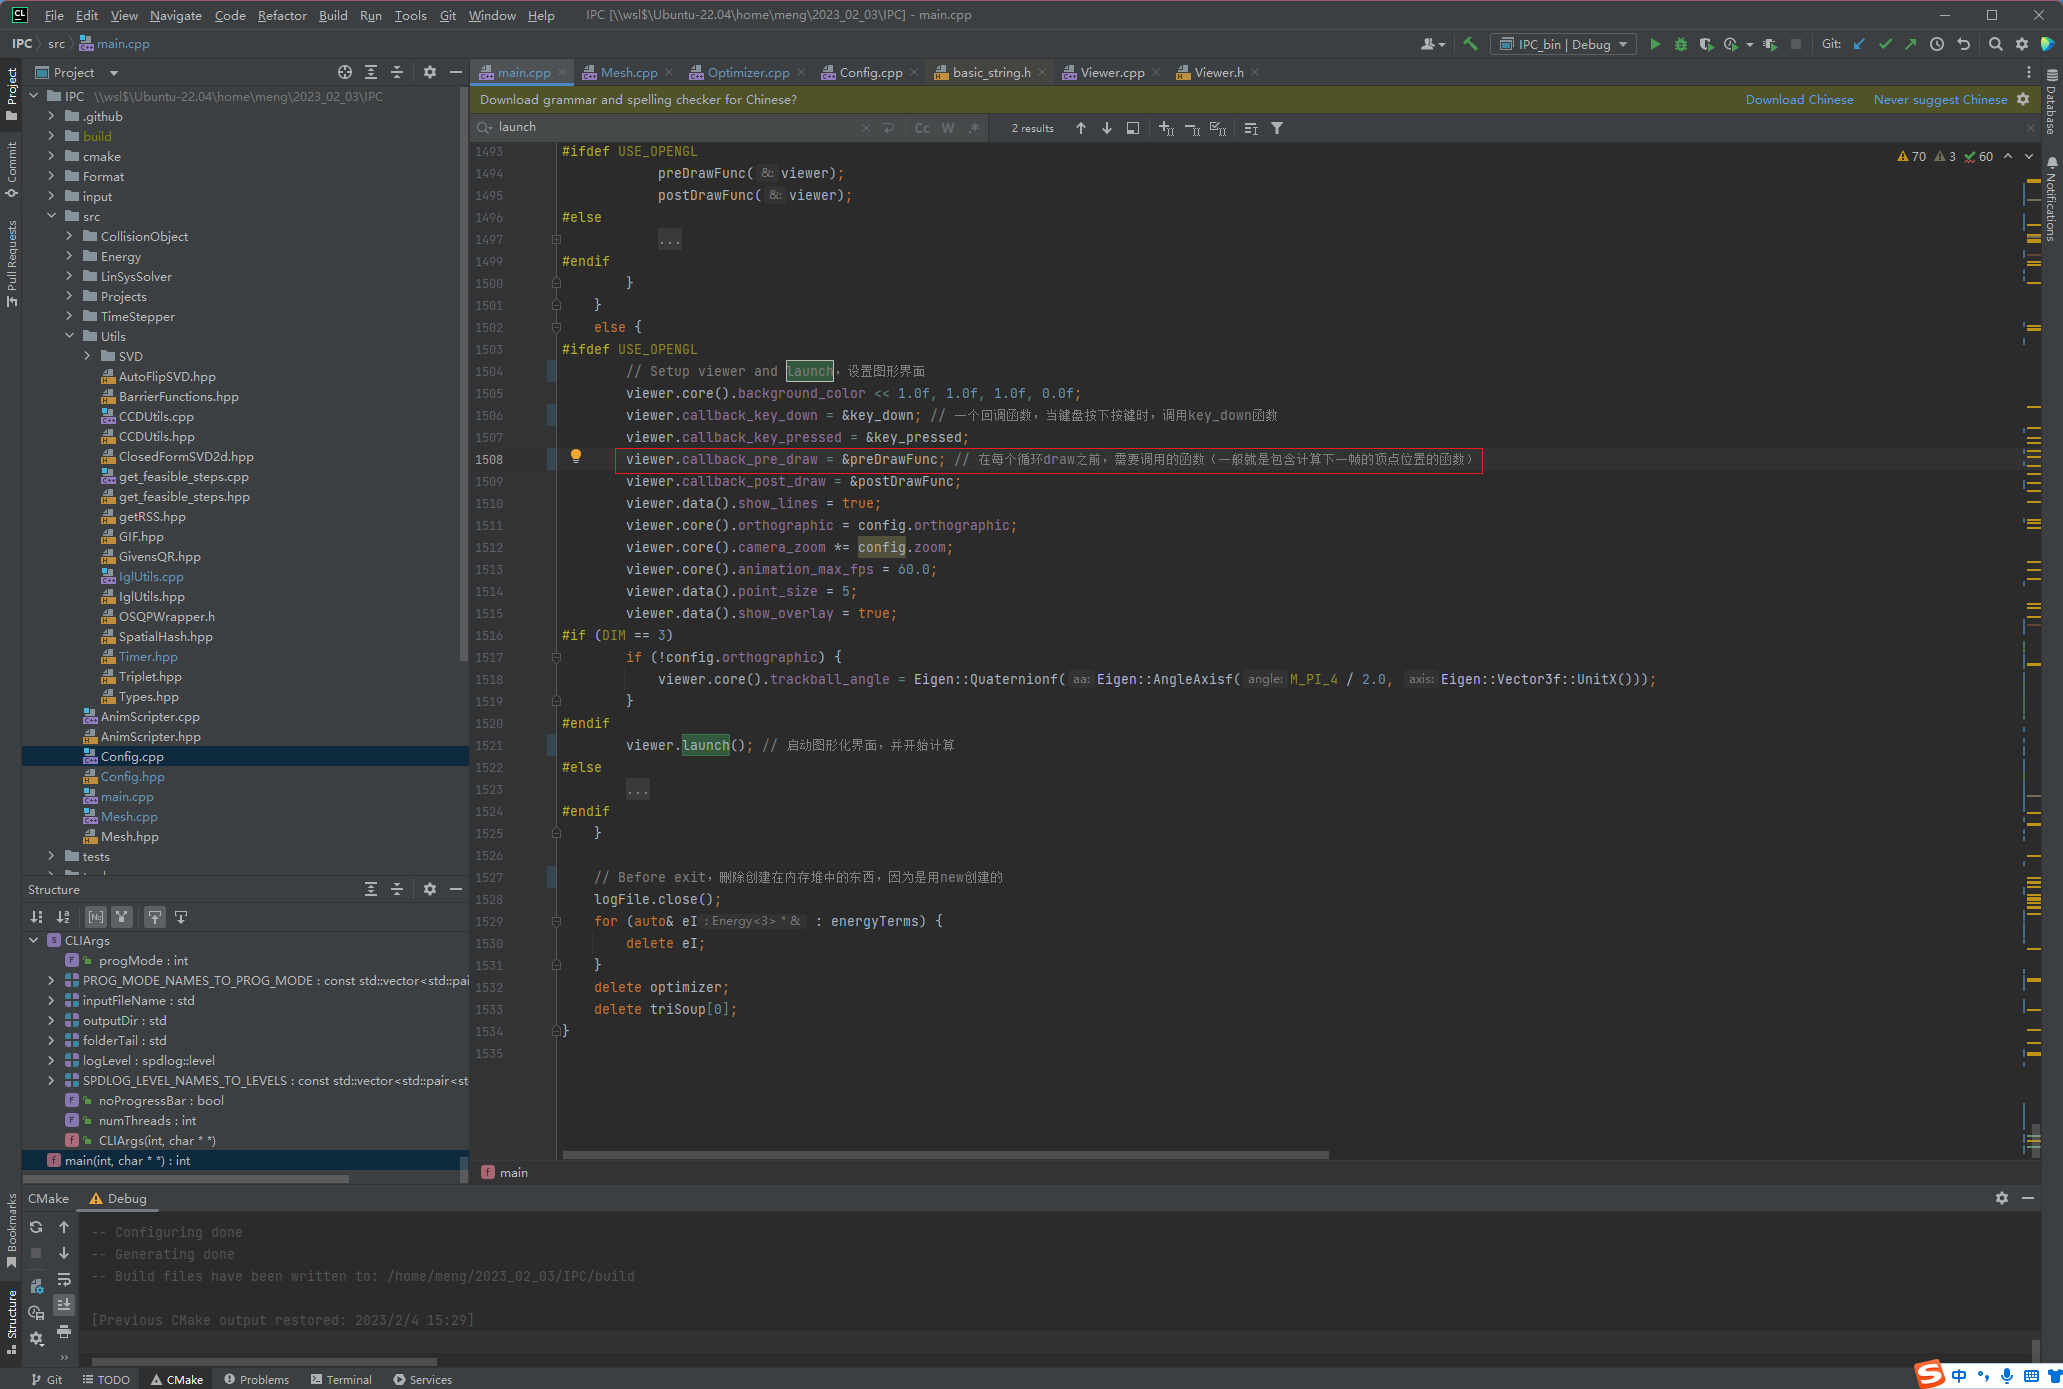 File Edit View Navigate Code Refactor Build Run Tools Git Window Help IPC [\\wsl$\Ubuntu-22.04\home\meng\2023_02_03\IPC] - main.cpp
IPC src main.cpp
IPC_bin | Debug
Git:
Project
main.cpp Mesh.cpp Optimizer.cpp Config.cpp basic_string.h Viewer.cpp Viewer.h
Download grammar and spelling checker for Chinese? Download Chinese Never suggest Chinese
launch Cc W .* 2 results
70 3 60
Project
Commit
Pull Requests
Bookmarks
Structure
Database
Notifications
IPC \\wsl$\Ubuntu-22.04\home\meng\2023_02_03\IPC
.github
build
cmake
Format
input
src
CollisionObject
Energy
LinSysSolver
Projects
TimeStepper
Utils
SVD
AutoFlipSVD.hpp
BarrierFunctions.hpp
CCDUtils.cpp
CCDUtils.hpp
ClosedFormSVD2d.hpp
get_feasible_steps.cpp
get_feasible_steps.hpp
getRSS.hpp
GIF.hpp
GivensQR.hpp
IglUtils.cpp
IglUtils.hpp
OSQPWrapper.h
SpatialHash.hpp
Timer.hpp
Triplet.hpp
Types.hpp
AnimScripter.cpp
AnimScripter.hpp
Config.cpp
Config.hpp
main.cpp
Mesh.cpp
Mesh.hpp
tests
Structure
CLIArgs
progMode : int
PROG_MODE_NAMES_TO_PROG_MODE : const std::vector<std::pai
inputFileName : std
outputDir : std
folderTail : std
logLevel : spdlog::level
SPDLOG_LEVEL_NAMES_TO_LEVELS : const std::vector<std::pair<st
noProgressBar : bool
numThreads : int
CLIArgs(int, char * *)
main(int, char * *) : int
1493 #ifdef USE_OPENGL
1494 preDrawFunc( &: viewer);
1495 postDrawFunc( &: viewer);
1496 #else
1497 ...
1499 #endif
1500 }
1501 }
1502 else {
1503 #ifdef USE_OPENGL
1504 // Setup viewer and launch，设置图形界面
1505 viewer.core().background_color << 1.0f, 1.0f, 1.0f, 0.0f;
1506 viewer.callback_key_down = &key_down; // 一个回调函数，当键盘按下按键时，调用key_down函数
1507 viewer.callback_key_pressed = &key_pressed;
1508 viewer.callback_pre_draw = &preDrawFunc; // 在每个循环draw之前，需要调用的函数（一般就是包含计算下一帧的顶点位置的函数）
1509 viewer.callback_post_draw = &postDrawFunc;
1510 viewer.data().show_lines = true;
1511 viewer.core().orthographic = config.orthographic;
1512 viewer.core().camera_zoom *= config.zoom;
1513 viewer.core().animation_max_fps = 60.0;
1514 viewer.data().point_size = 5;
1515 viewer.data().show_overlay = true;
1516 #if (DIM == 3)
1517 if (!config.orthographic) {
1518 viewer.core().trackball_angle = Eigen::Quaternionf( aa: Eigen::AngleAxisf( angle: M_PI_4 / 2.0, axis: Eigen::Vector3f::UnitX()));
1519 }
1520 #endif
1521 viewer.launch(); // 启动图形化界面，并开始计算
1522 #else
1523 ...
1524 #endif
1525 }
1526
1527 // Before exit，删除创建在内存堆中的东西，因为是用new创建的
1528 logFile.close();
1529 for (auto& eI : Energy<3> * & : energyTerms) {
1530 delete eI;
1531 }
1532 delete optimizer;
1533 delete triSoup[0];
1534 }
1535
main
CMake Debug
-- Configuring done
-- Generating done
-- Build files have been written to: /home/meng/2023_02_03/IPC/build
[Previous CMake output restored: 2023/2/4 15:29]
Git TODO CMake Problems Terminal Services
中